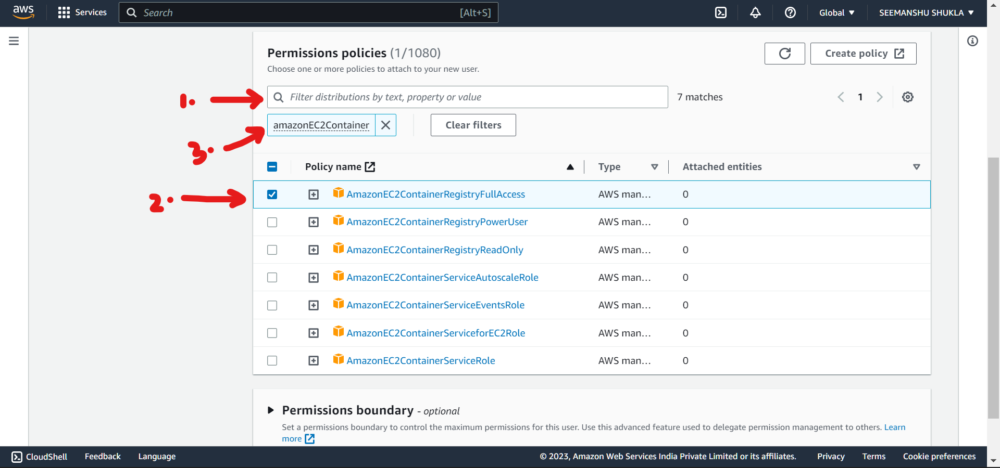 aws Services Search [Alt+S] Global SEEMANSHU SHUKLA
Permissions policies (1/1080)
Create policy
Choose one or more policies to attach to your new user.
1. Filter distributions by text, property or value 7 matches 1
amazonEC2Container Clear filters
3.
Policy name Type Attached entities
2. AmazonEC2ContainerRegistryFullAccess AWS man... 0
AmazonEC2ContainerRegistryPowerUser AWS man... 0
AmazonEC2ContainerRegistryReadOnly AWS man... 0
AmazonEC2ContainerServiceAutoscaleRole AWS man... 0
AmazonEC2ContainerServiceEventsRole AWS man... 0
AmazonEC2ContainerServiceforEC2Role AWS man... 0
AmazonEC2ContainerServiceRole AWS man... 0
Permissions boundary - optional
Set a permissions boundary to control the maximum permissions for this user. Use this advanced feature used to delegate permission management to others. Learn
more
CloudShell Feedback Language © 2023, Amazon Web Services India Private Limited or its affiliates. Privacy Terms Cookie preferences